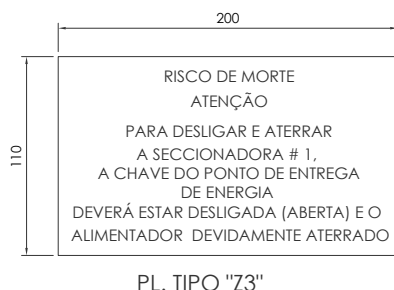 200
110
RISCO DE MORTE
ATENÇÃO
PARA DESLIGAR E ATERRAR
A SECCIONADORA # 1,
A CHAVE DO PONTO DE ENTREGA
DE ENERGIA
DEVERÁ ESTAR DESLIGADA (ABERTA) E O
ALIMENTADOR DEVIDAMENTE ATERRADO
PL. TIPO "Z3"